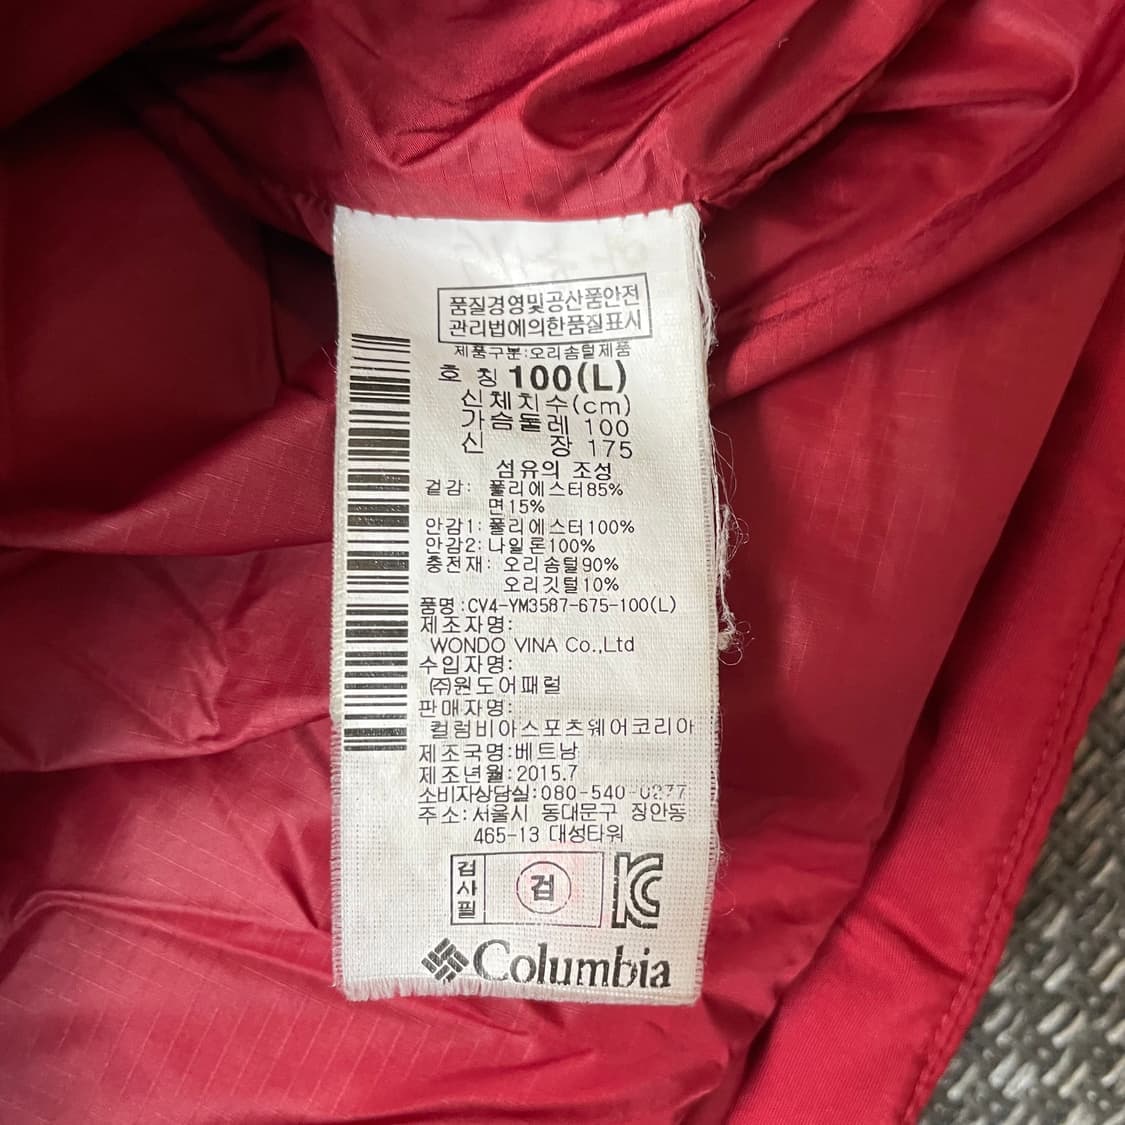 품질경영및공산품안전
관리법에의한품질표시
제품구분:오리솜털제품
호 칭 100(L)
신체치수(cm)
가슴둘레 100
신 장 175
섬유의 조성
겉감: 폴리에스터85%
면15%
안감1: 폴리에스터100%
안감2: 나일론100%
충전재: 오리솜털90%
오리깃털10%
품명:CV4-YM3587-675-100(L)
제조자명:
WONDO VINA Co.,Ltd
수입자명:
(주)원도어패럴
판매자명:
컬럼비아스포츠웨어코리아
제조국명:베트남
제조년월:2015.7
소비자상담실:080-540-0277
주소:서울시 동대문구 장안동
465-13 대성타워
검사필 검 KC
Columbia